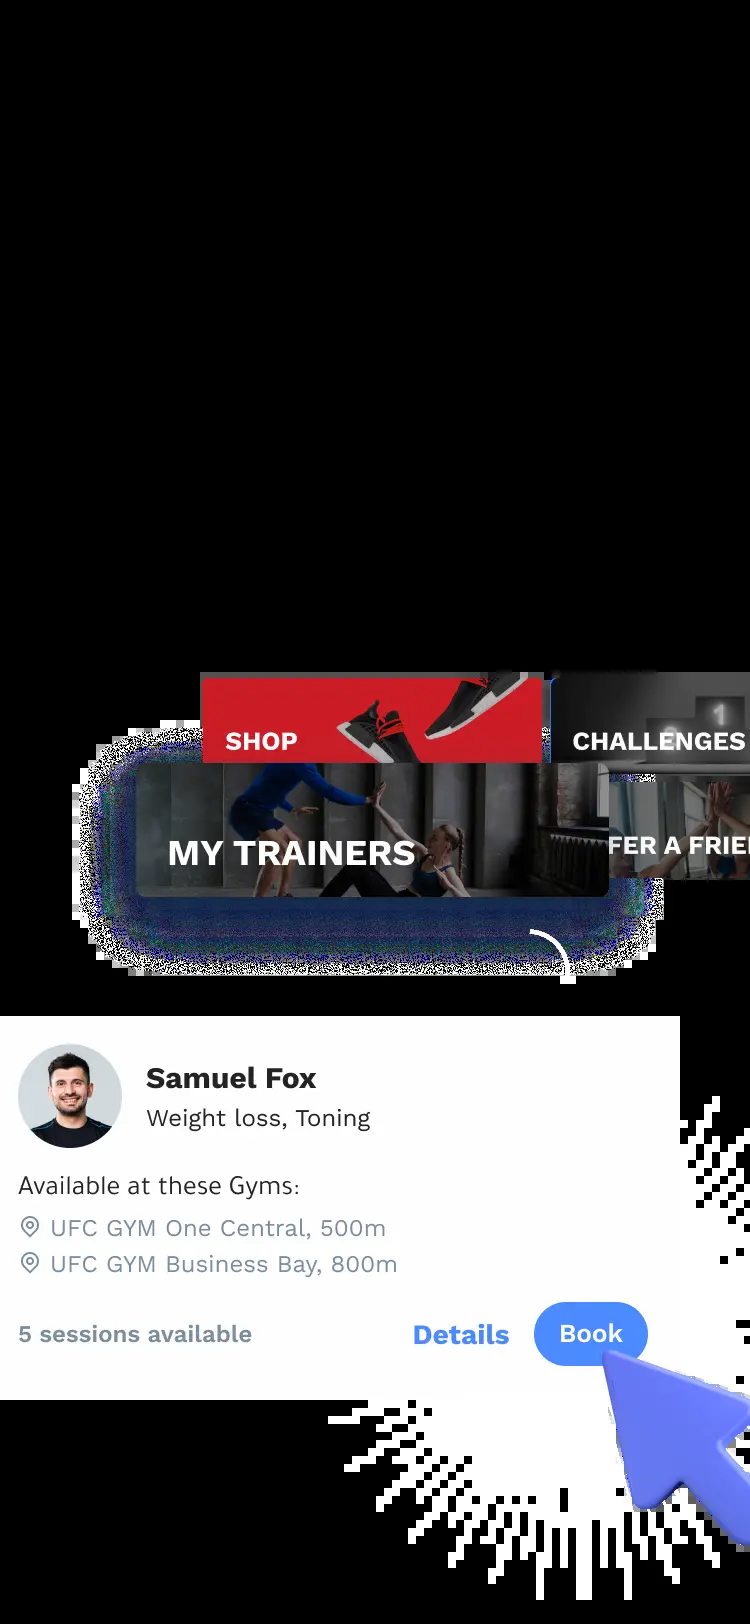 SHOP
CHALLENGES
MY TRAINERS
FER A FRIE
Samuel Fox
Weight loss, Toning
Available at these Gyms:
UFC GYM One Central, 500m
UFC GYM Business Bay, 800m
5 sessions available
Details
Book